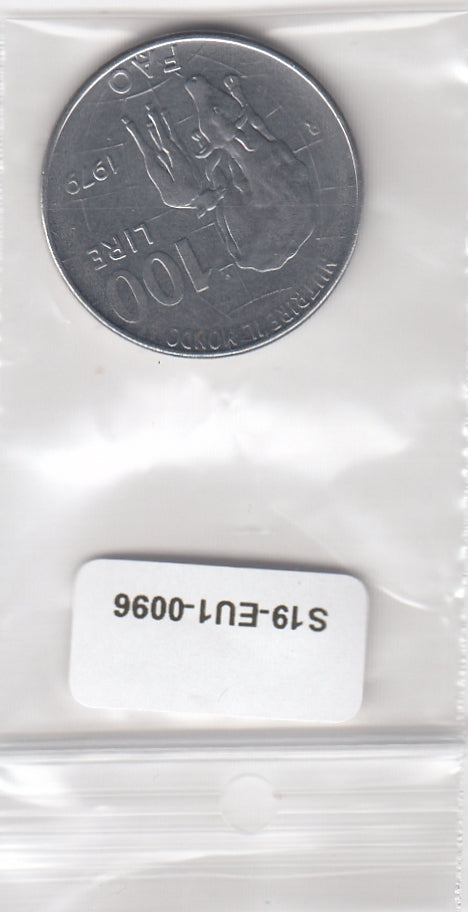 FAO
1979
100
LIRE
NUTRIRE IL MONDO
R
S19-EU1-0096